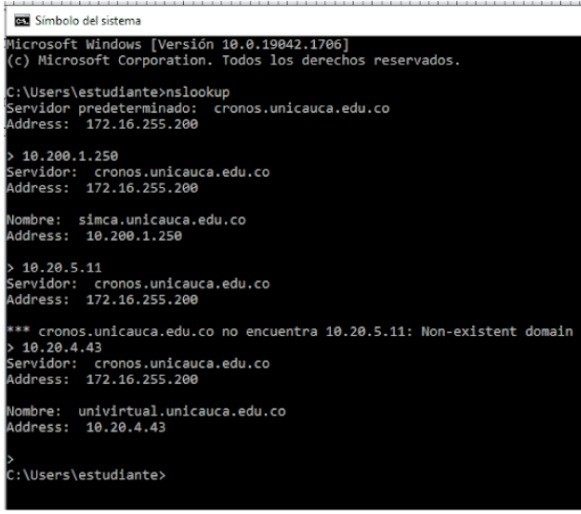 Símbolo del sistema
Microsoft Windows [Versión 10.0.19042.1706]
(c) Microsoft Corporation. Todos los derechos reservados.
C:\Users\estudiante>nslookup
Servidor predeterminado:  cronos.unicauca.edu.co
Address:  172.16.255.200
> 10.200.1.250
Servidor:  cronos.unicauca.edu.co
Address:  172.16.255.200
Nombre:  simca.unicauca.edu.co
Address:  10.200.1.250
> 10.20.5.11
Servidor:  cronos.unicauca.edu.co
Address:  172.16.255.200
*** cronos.unicauca.edu.co no encuentra 10.20.5.11: Non-existent domain
> 10.20.4.43
Servidor:  cronos.unicauca.edu.co
Address:  172.16.255.200
Nombre:  univirtual.unicauca.edu.co
Address:  10.20.4.43
>
C:\Users\estudiante>